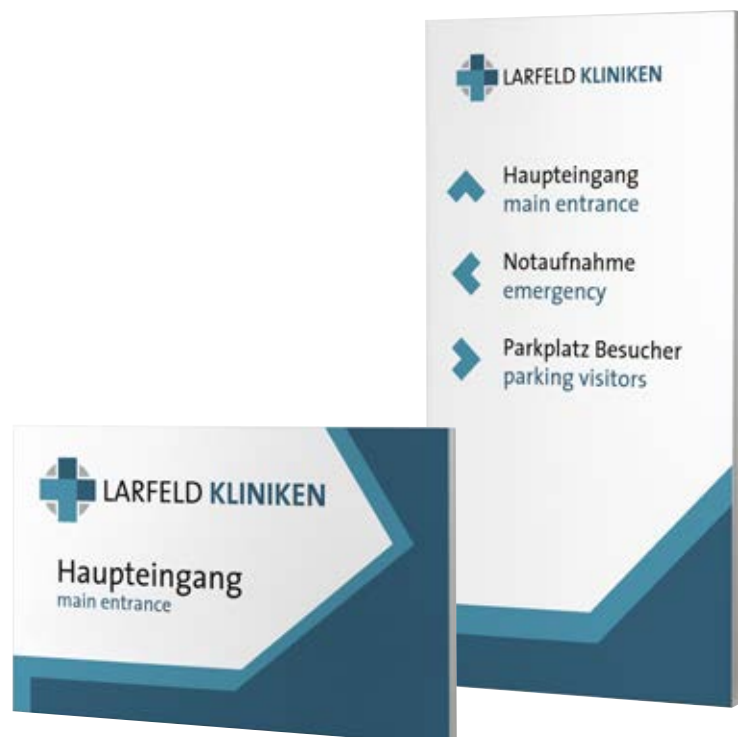 LARFELD KLINIKEN
Haupteingang
main entrance
Notaufnahme
emergency
Parkplatz Besucher
parking visitors
LARFELD KLINIKEN
Haupteingang
main entrance